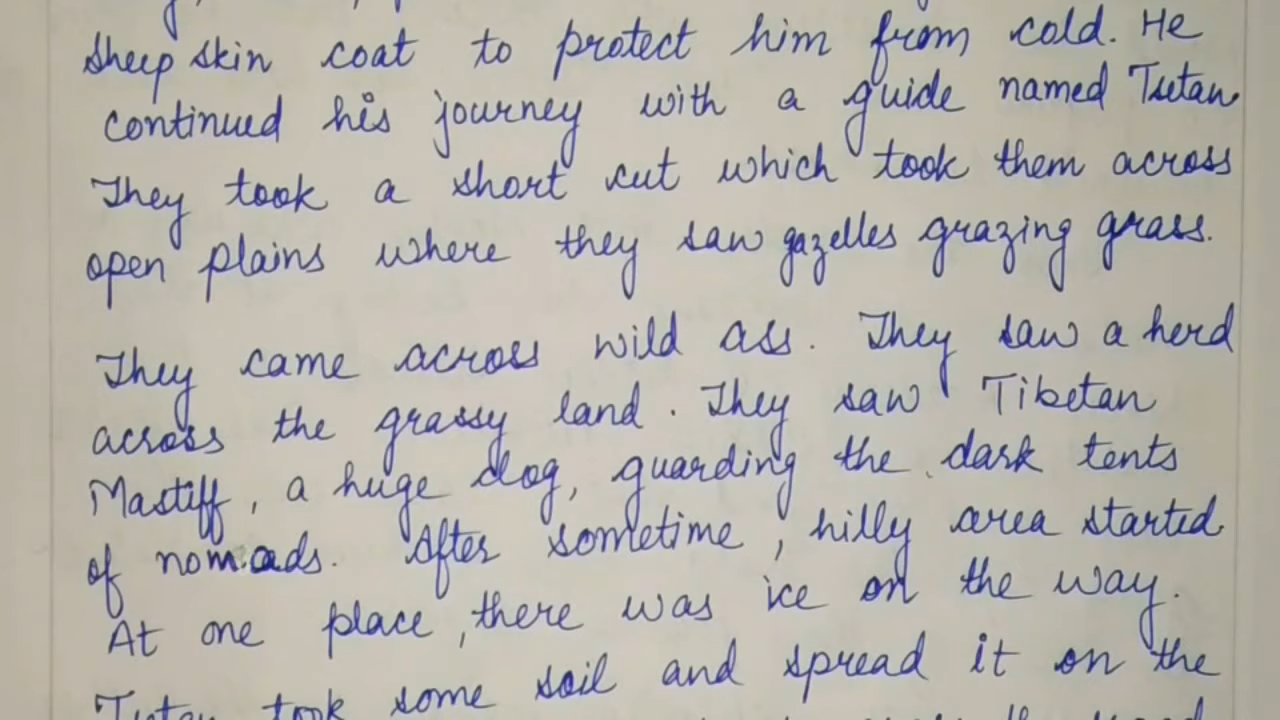 sheep skin coat to protect him from cold. He
continued his journey with a guide named Tsetan
They took a short cut which took them across
open plains where they saw gazelles grazing grass.
They came across wild ass. They saw a herd
across the grassy land. They saw Tibetan
Mastiff, a huge dog, guarding the dark tents
of nomads. After sometime, hilly area started
At one place, there was ice on the way.
Tsetan took some soil and spread it on the